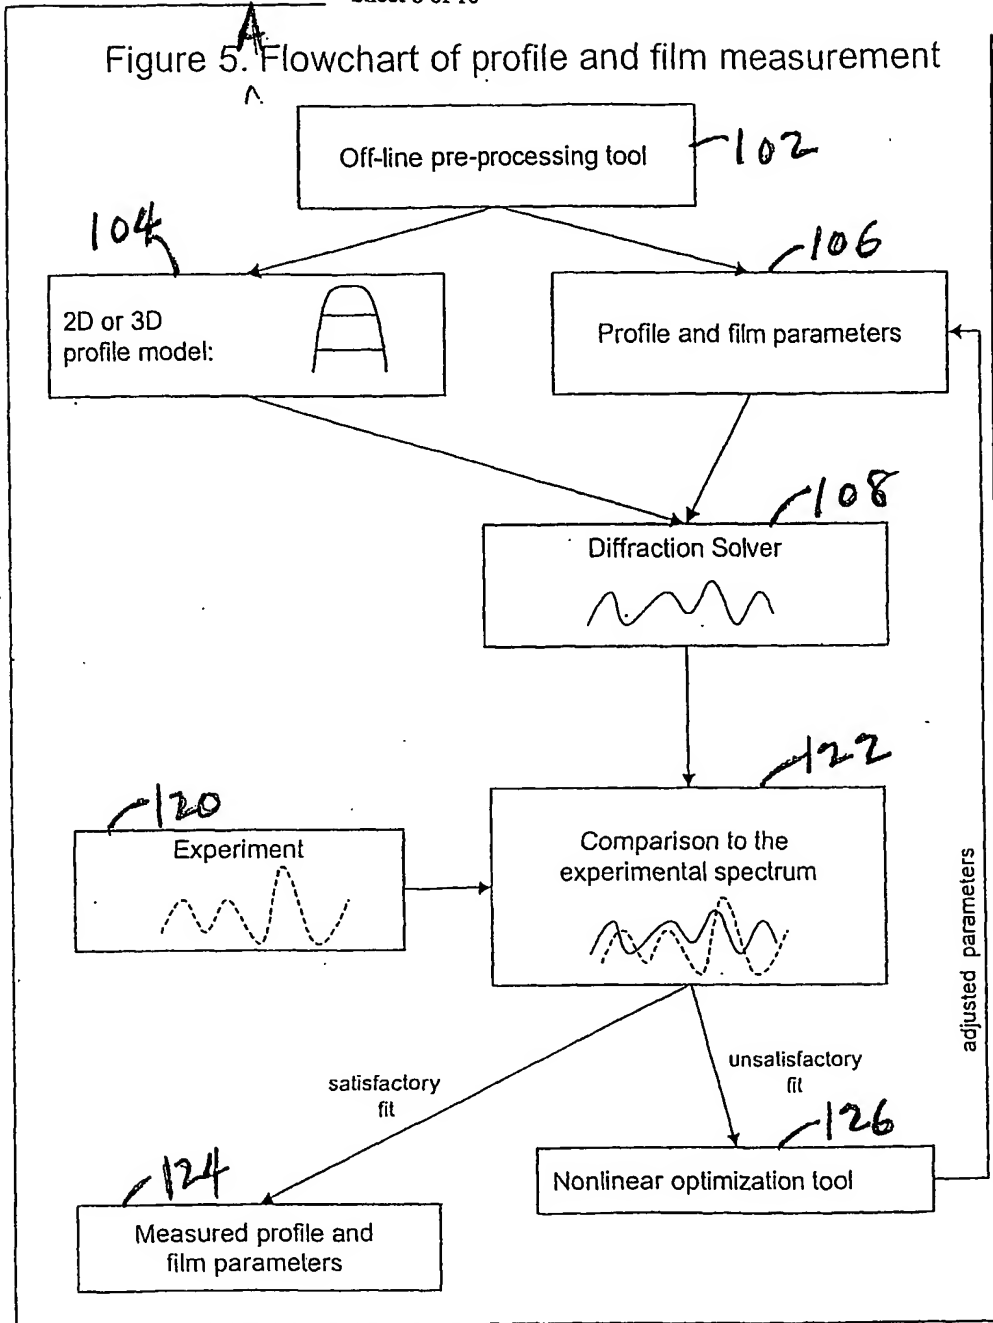 A
Figure 5. Flowchart of profile and film measurement
^
Off-line pre-processing tool
102
104
106
2D or 3D
profile model:
Profile and film parameters
108
Diffraction Solver
122
120
Experiment
Comparison to the
experimental spectrum
adjusted parameters
satisfactory
fit
unsatisfactory
fit
126
124
Nonlinear optimization tool
Measured profile and
film parameters